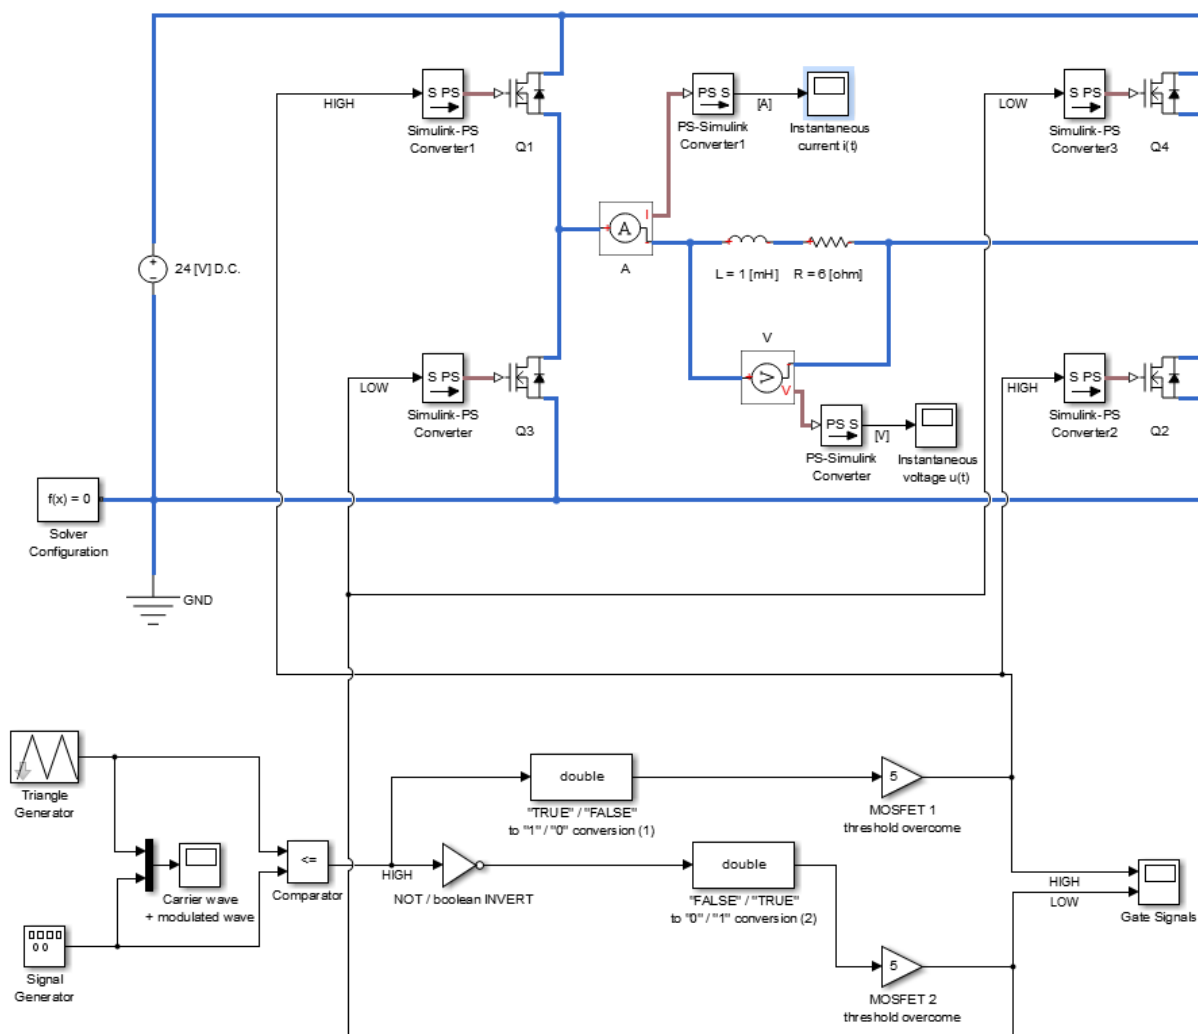 HIGH
S PS
Simulink-PS
Converter1
Q1
PS S
PS-Simulink
Converter1
[A]
Instantaneous
current i(t)
LOW
S PS
Simulink-PS
Converter3
Q4
24 [V] D.C.
A
I
A
L = 1 [mH]
R = 6 [ohm]
LOW
S PS
Simulink-PS
Converter
Q3
V
V
V
PS S
PS-Simulink
Converter
[V]
Instantaneous
voltage u(t)
HIGH
S PS
Simulink-PS
Converter2
Q2
f(x) = 0
Solver
Configuration
GND
Triangle
Generator
Carrier wave
+ modulated wave
Signal
Generator
<=
Comparator
HIGH
NOT / boolean INVERT
double
"TRUE" / "FALSE"
to "1" / "0" conversion (1)
double
"FALSE" / "TRUE"
to "0" / "1" conversion (2)
5
MOSFET 1
threshold overcome
5
MOSFET 2
threshold overcome
HIGH
LOW
Gate Signals